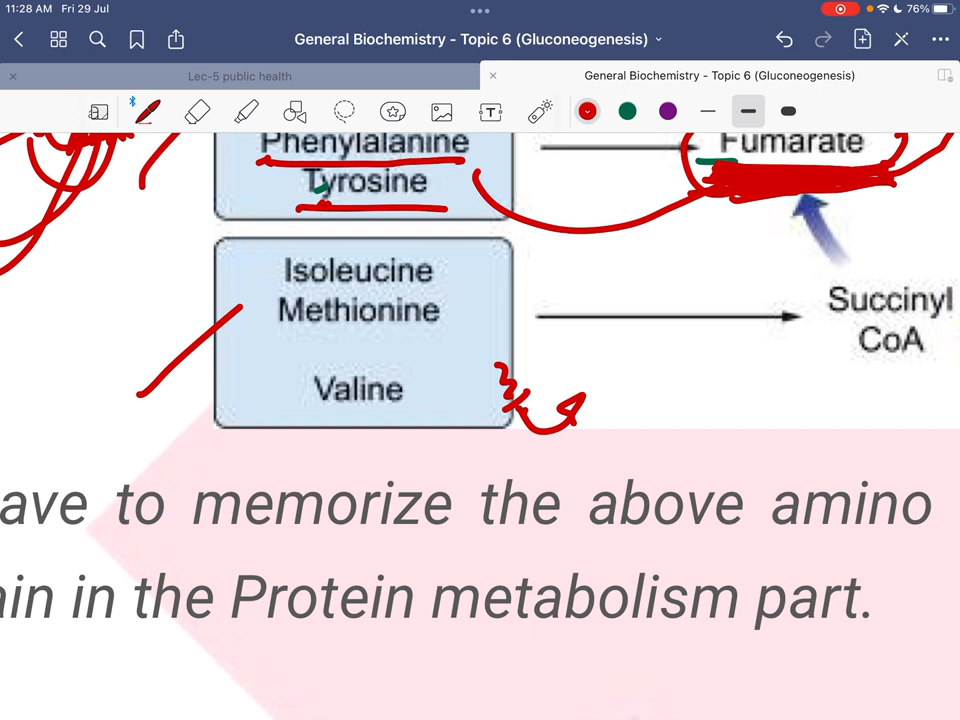 11:28 AM Fri 29 Jul
76%
General Biochemistry - Topic 6 (Gluconeogenesis)
Lec-5 public health
General Biochemistry - Topic 6 (Gluconeogenesis)
Phenylalanine
Fumarate
Tyrosine
Isoleucine
Methionine
Succinyl
CoA
Valine
ave to memorize the above amino
ain in the Protein metabolism part.